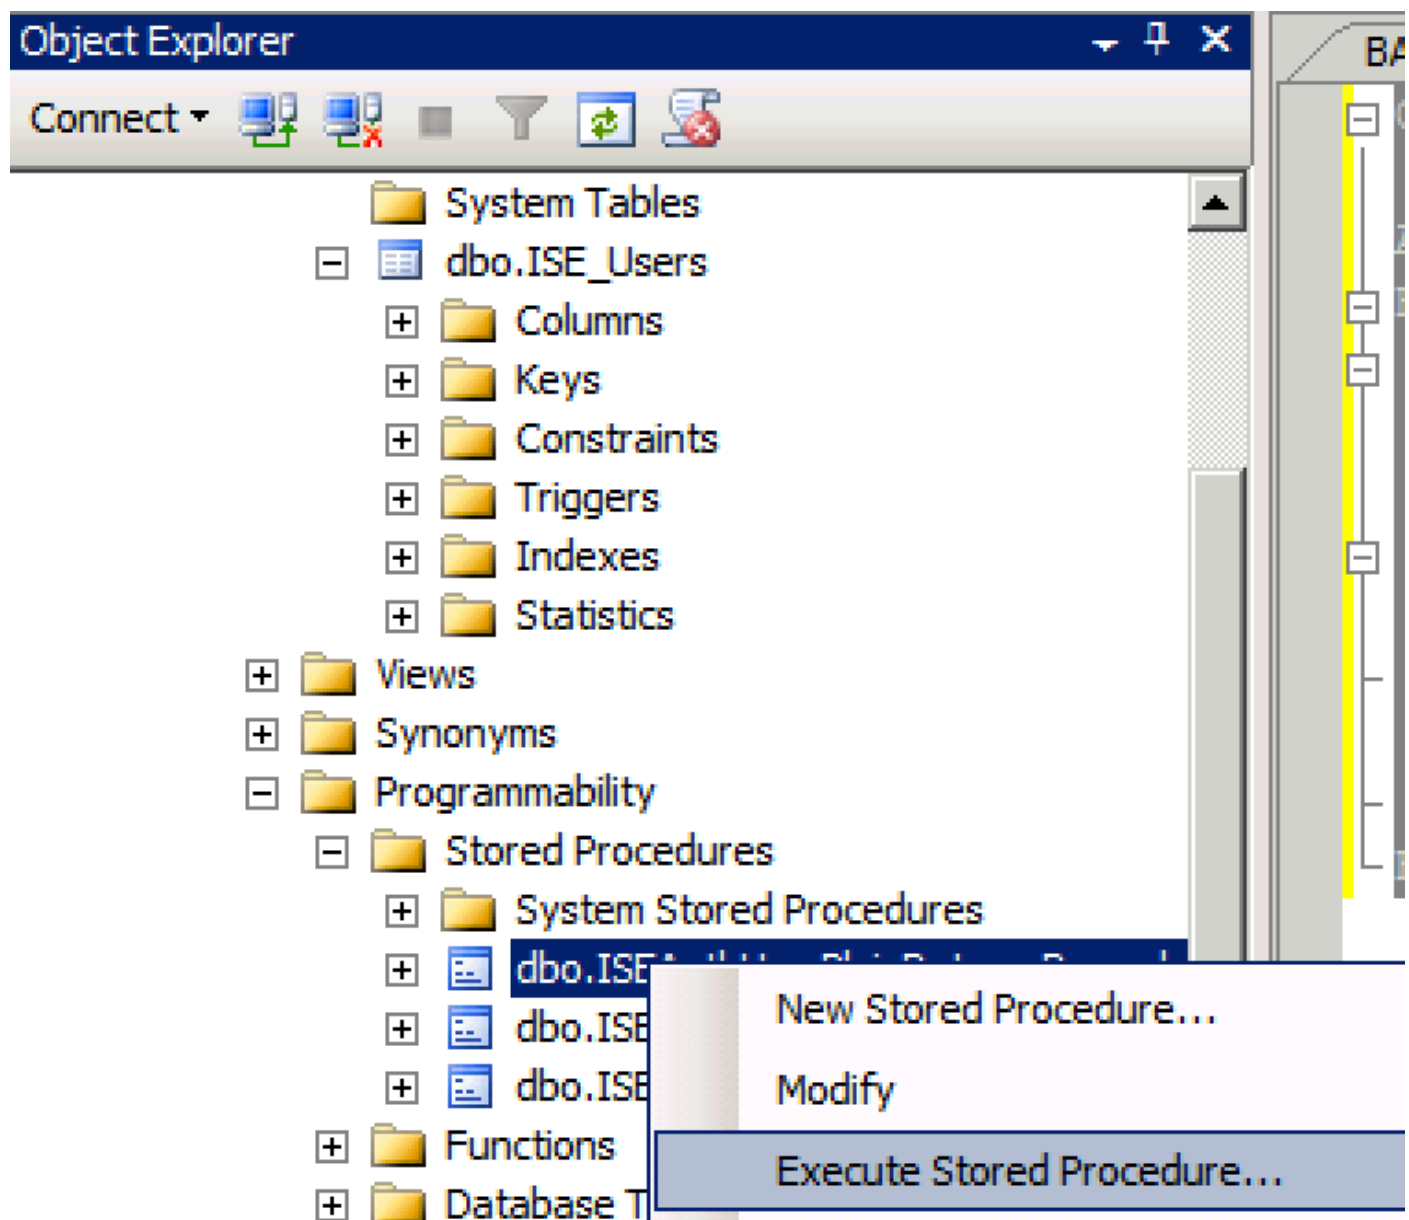 Object Explorer
BA
Connect
System Tables
dbo.ISE_Users
Columns
Keys
Constraints
Triggers
Indexes
Statistics
Views
Synonyms
Programmability
Stored Procedures
System Stored Procedures
dbo.ISE
New Stored Procedure...
dbo.ISE
dbo.ISE
Modify
Functions
Execute Stored Procedure...
Database T